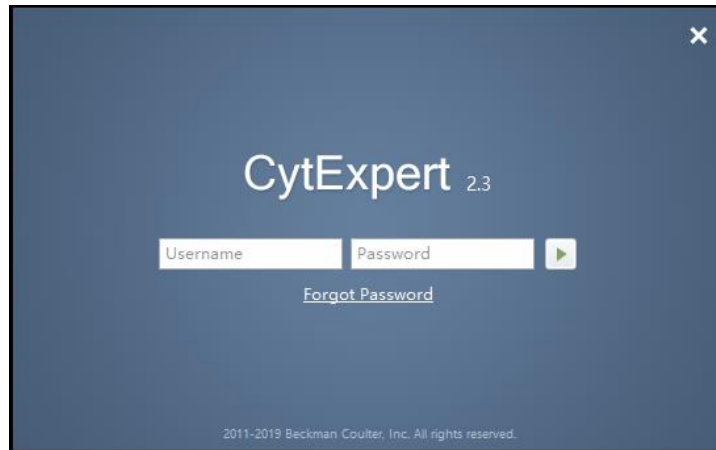 CytExpert 2.3
Username Password
Forgot Password
2011-2019 Beckman Coulter, Inc. All rights reserved.